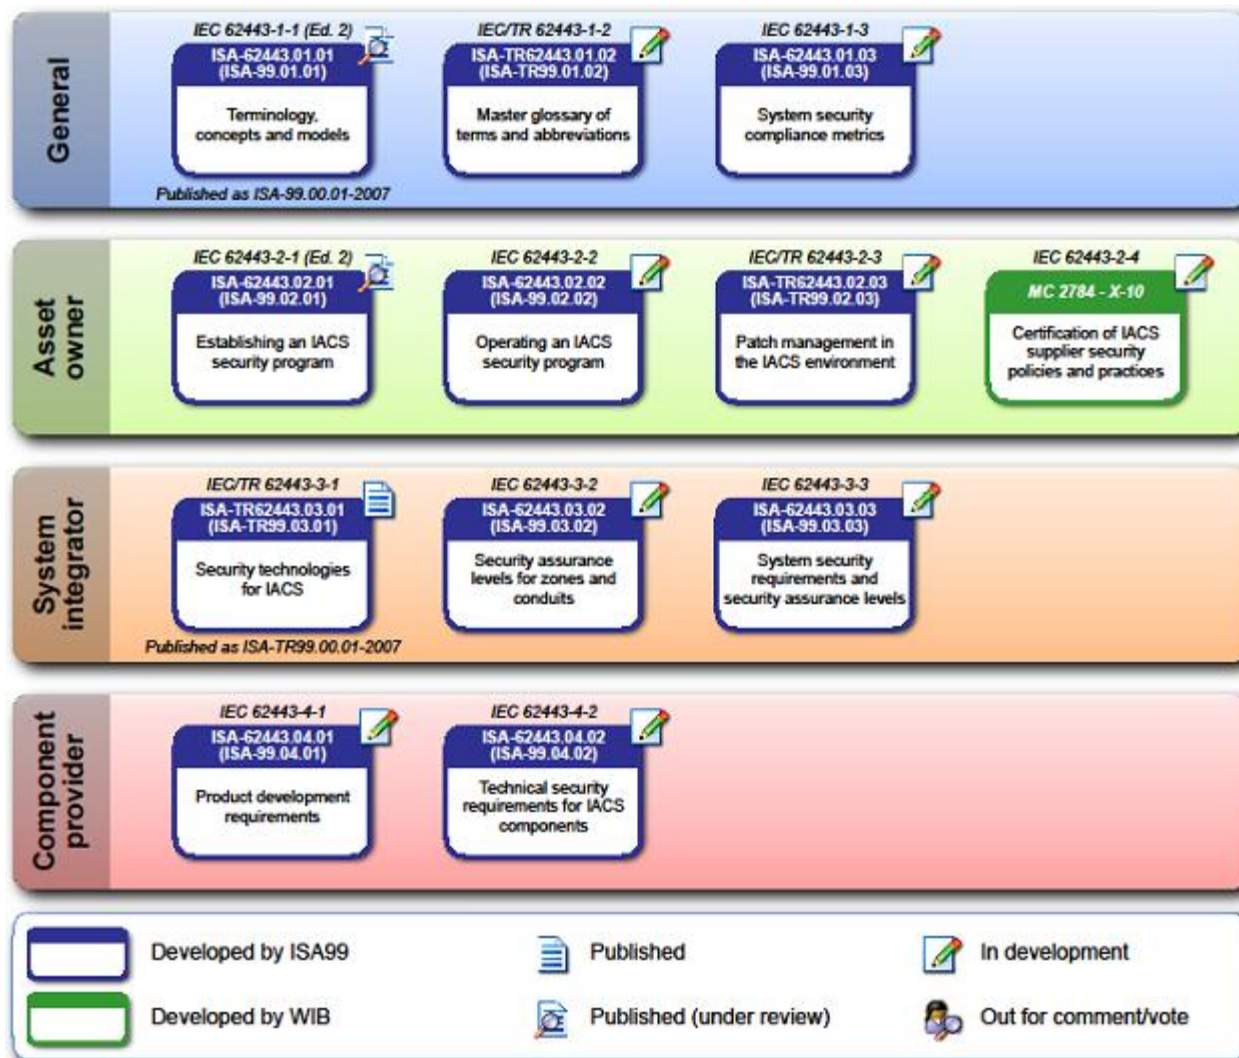 General
IEC 62443-1-1 (Ed. 2)
ISA-62443.01.01
(ISA-99.01.01)
Terminology,
concepts and models
Published as ISA-99.00.01-2007
IEC/TR 62443-1-2
ISA-TR62443.01.02
(ISA-TR99.01.02)
Master glossary of
terms and abbreviations
IEC 62443-1-3
ISA-62443.01.03
(ISA-99.01.03)
System security
compliance metrics
Asset
owner
IEC 62443-2-1 (Ed. 2)
ISA-62443.02.01
(ISA-99.02.01)
Establishing an IACS
security program
IEC 62443-2-2
ISA-62443.02.02
(ISA-99.02.02)
Operating an IACS
security program
IEC/TR 62443-2-3
ISA-TR62443.02.03
(ISA-TR99.02.03)
Patch management in
the IACS environment
IEC 62443-2-4
MC 2784 - X-10
Certification of IACS
supplier security
policies and practices
System
integrator
IEC/TR 62443-3-1
ISA-TR62443.03.01
(ISA-TR99.03.01)
Security technologies
for IACS
Published as ISA-TR99.00.01-2007
IEC 62443-3-2
ISA-62443.03.02
(ISA-99.03.02)
Security assurance
levels for zones and
conduits
IEC 62443-3-3
ISA-62443.03.03
(ISA-99.03.03)
System security
requirements and
security assurance levels
Component
provider
IEC 62443-4-1
ISA-62443.04.01
(ISA-99.04.01)
Product development
requirements
IEC 62443-4-2
ISA-62443.04.02
(ISA-99.04.02)
Technical security
requirements for IACS
components
Developed by ISA99
Published
In development
Developed by WIB
Published (under review)
Out for comment/vote